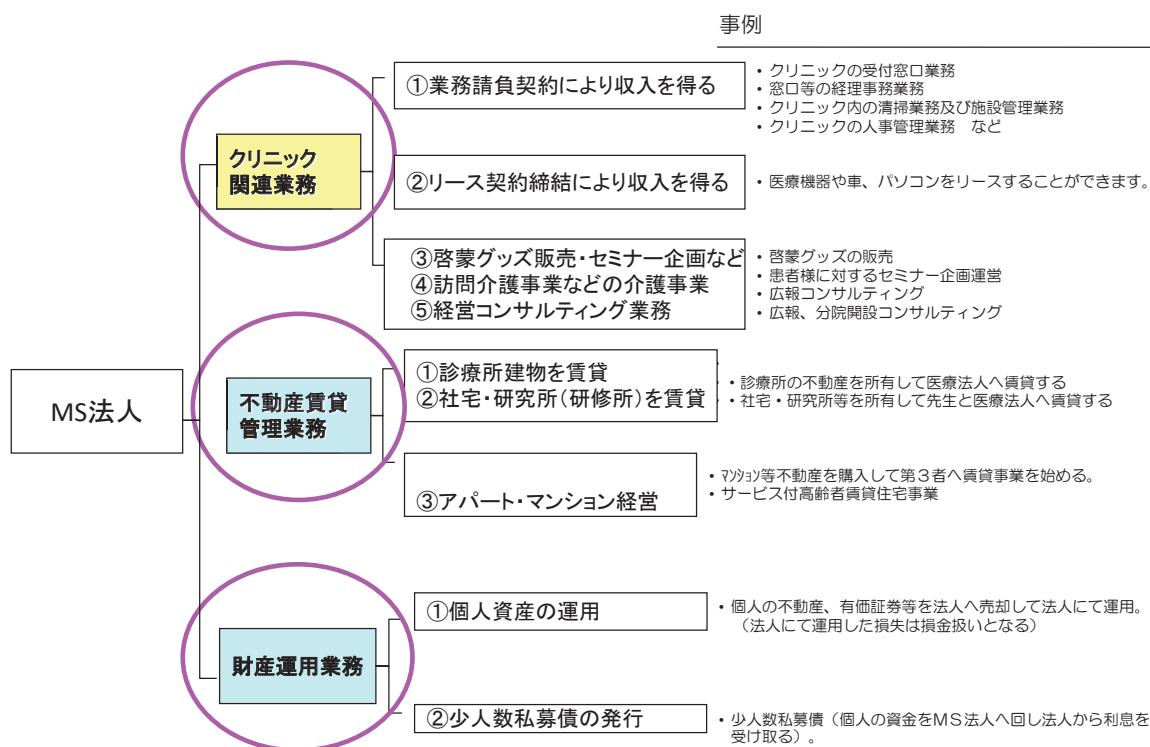 事例
①業務請負契約により収入を得る
・クリニックの受付窓口業務
・窓口等の経理事務業務
・クリニック内の清掃業務及び施設管理業務
・クリニックの人事管理業務　など
クリニック
関連業務
②リース契約締結により収入を得る
・医療機器や車、パソコンをリースすることができます。
③啓蒙グッズ販売・セミナー企画など
④訪問介護事業などの介護事業
⑤経営コンサルティング業務
・啓蒙グッズの販売
・患者様に対するセミナー企画運営
・広報コンサルティング
・広報、分院開設コンサルティング
MS法人
不動産賃貸
管理業務
①診療所建物を賃貸
②社宅・研究所（研修所）を賃貸
・診療所の不動産を所有して医療法人へ賃貸する
・社宅・研究所等を所有して先生と医療法人へ賃貸する
③アパート・マンション経営
・ﾏﾝｼｮﾝ等不動産を購入して第３者へ賃貸事業を始める。
・サービス付高齢者賃貸住宅事業
財産運用業務
①個人資産の運用
・個人の不動産、有価証券等を法人へ売却して法人にて運用。
（法人にて運用した損失は損金扱いとなる）
②少人数私募債の発行
・少人数私募債（個人の資金をＭＳ法人へ回し法人から利息を
受け取る）。